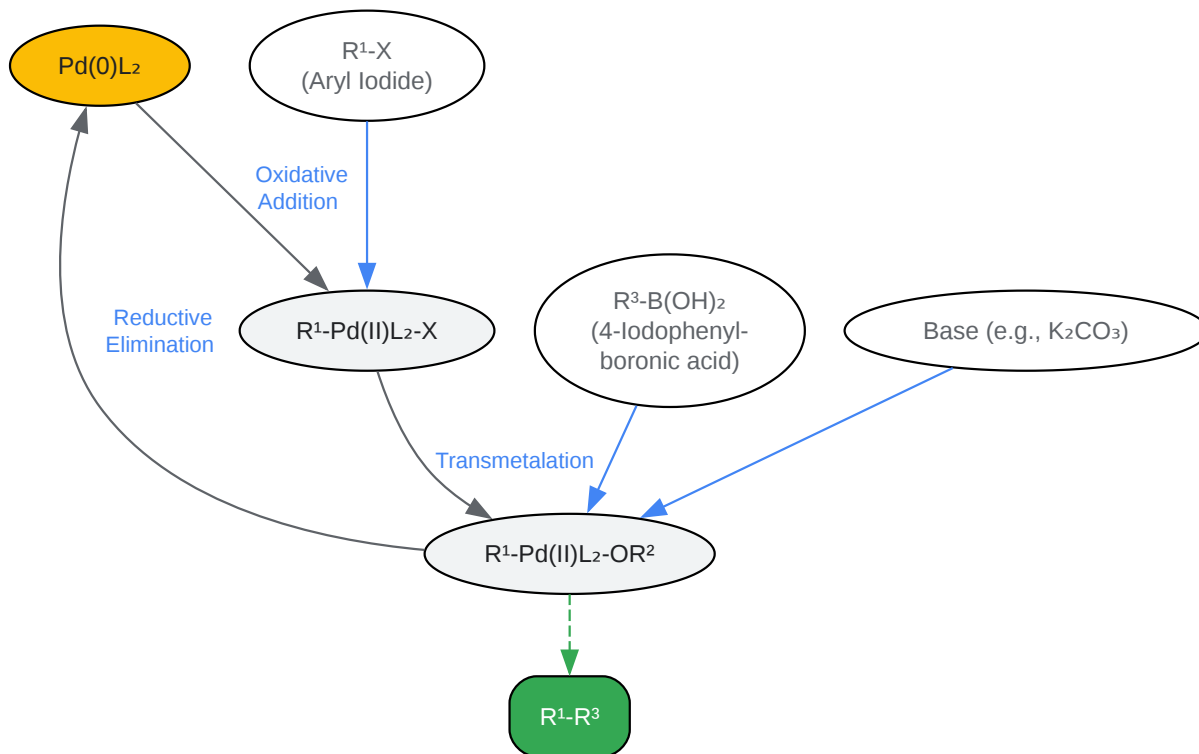 Pd(0)L₂
R¹-X
(Aryl Iodide)
Oxidative
Addition
Reductive
Elimination
R¹-Pd(II)L₂-X
R³-B(OH)₂
(4-Iodophenyl-
boronic acid)
Base (e.g., K₂CO₃)
Transmetalation
R¹-Pd(II)L₂-OR²
R¹-R³